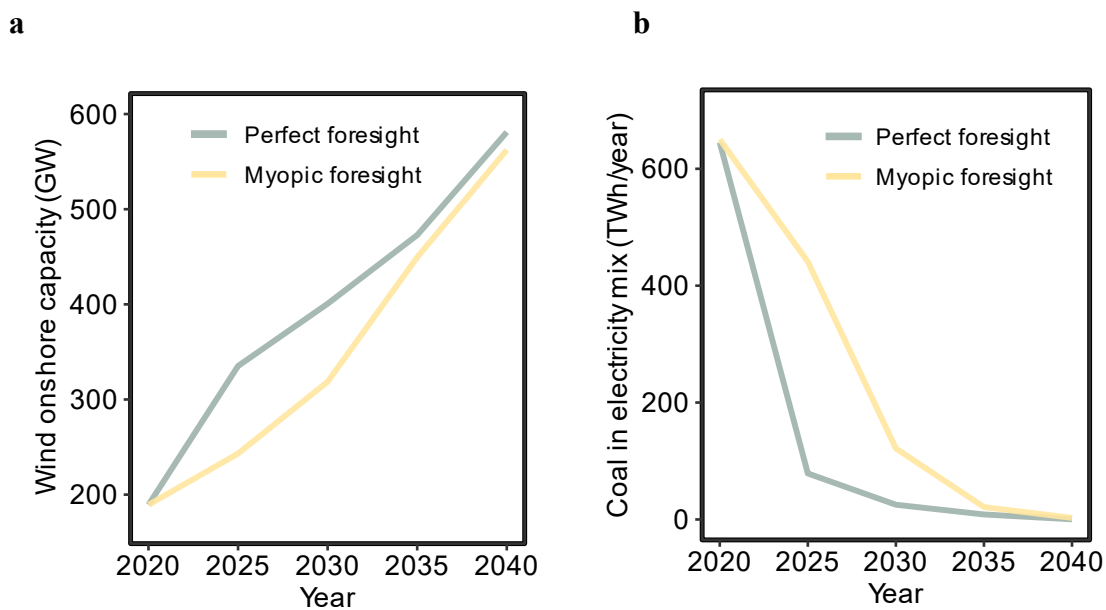 a
600
500
400
300
200
2020 2025 2030 2035 2040
Year
Wind onshore capacity (GW)
Perfect foresight
Myopic foresight
b
600
400
200
0
2020 2025 2030 2035 2040
Year
Coal in electricity mix (TWh/year)
Perfect foresight
Myopic foresight